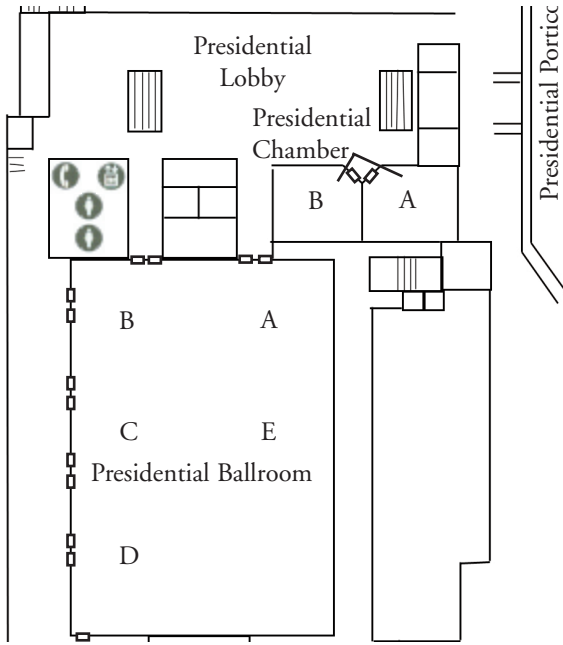 Presidential
Lobby
Presidential Portico
Presidential
Chamber
B
A
B
A
C
E
Presidential Ballroom
D